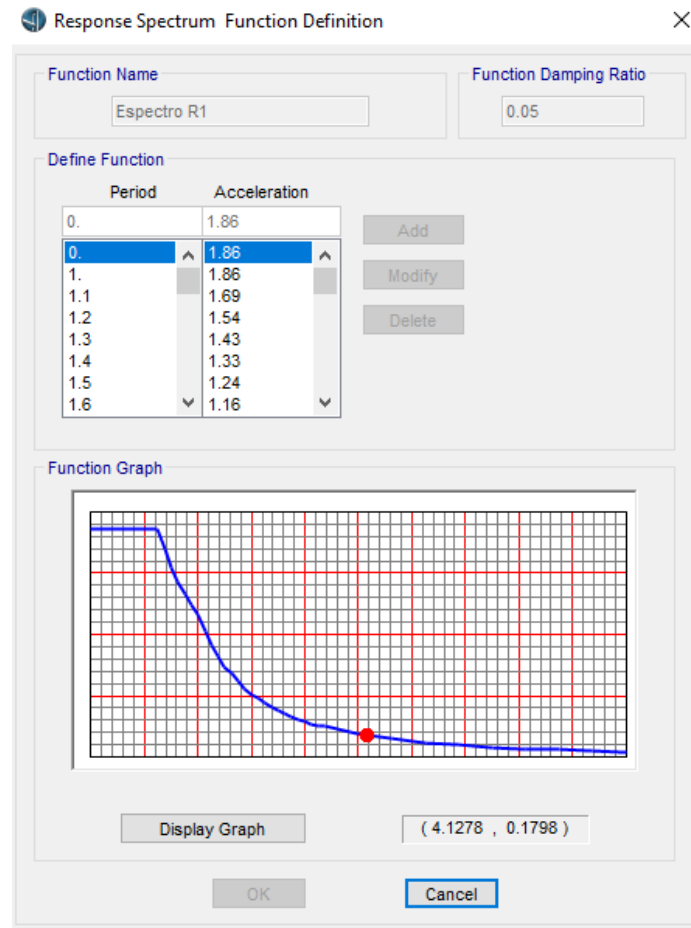 Response Spectrum Function Definition
Function Name
Espectro R1
Function Damping Ratio
0.05
Define Function
Period Acceleration
0. 1.86
0. 1.86
1. 1.86
1.1 1.69
1.2 1.54
1.3 1.43
1.4 1.33
1.5 1.24
1.6 1.16
Add
Modify
Delete
Function Graph
Display Graph
( 4.1278 , 0.1798 )
OK
Cancel